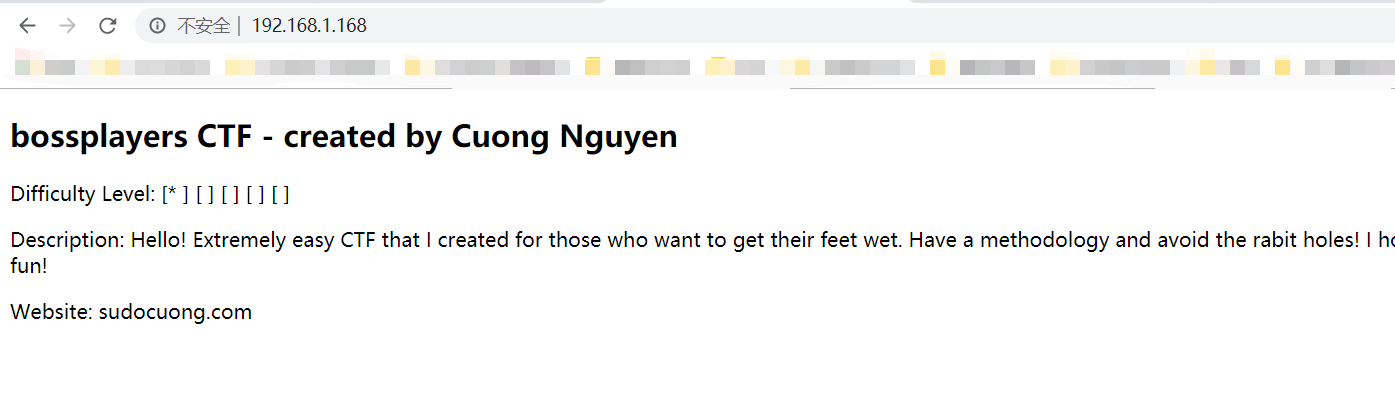 不安全 | 192.168.1.168
bossplayers CTF - created by Cuong Nguyen
Difficulty Level: [* ] [ ] [ ] [ ] [ ]
Description: Hello! Extremely easy CTF that I created for those who want to get their feet wet. Have a methodology and avoid the rabit holes! I
fun!
Website: sudocuong.com